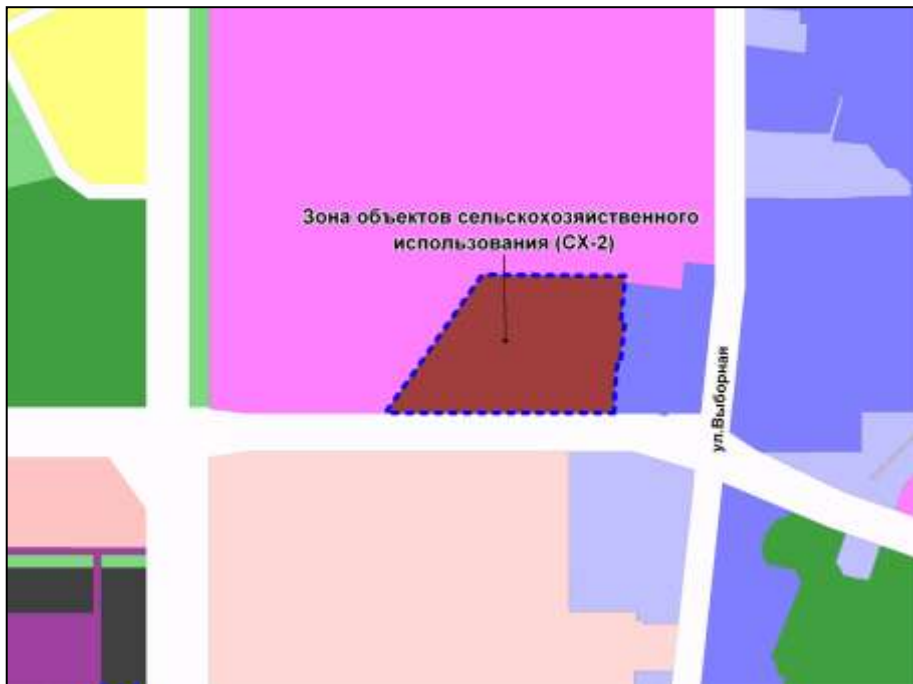 Зона объектов сельскохозяйственного
использования (СХ-2)
ул.Выборная